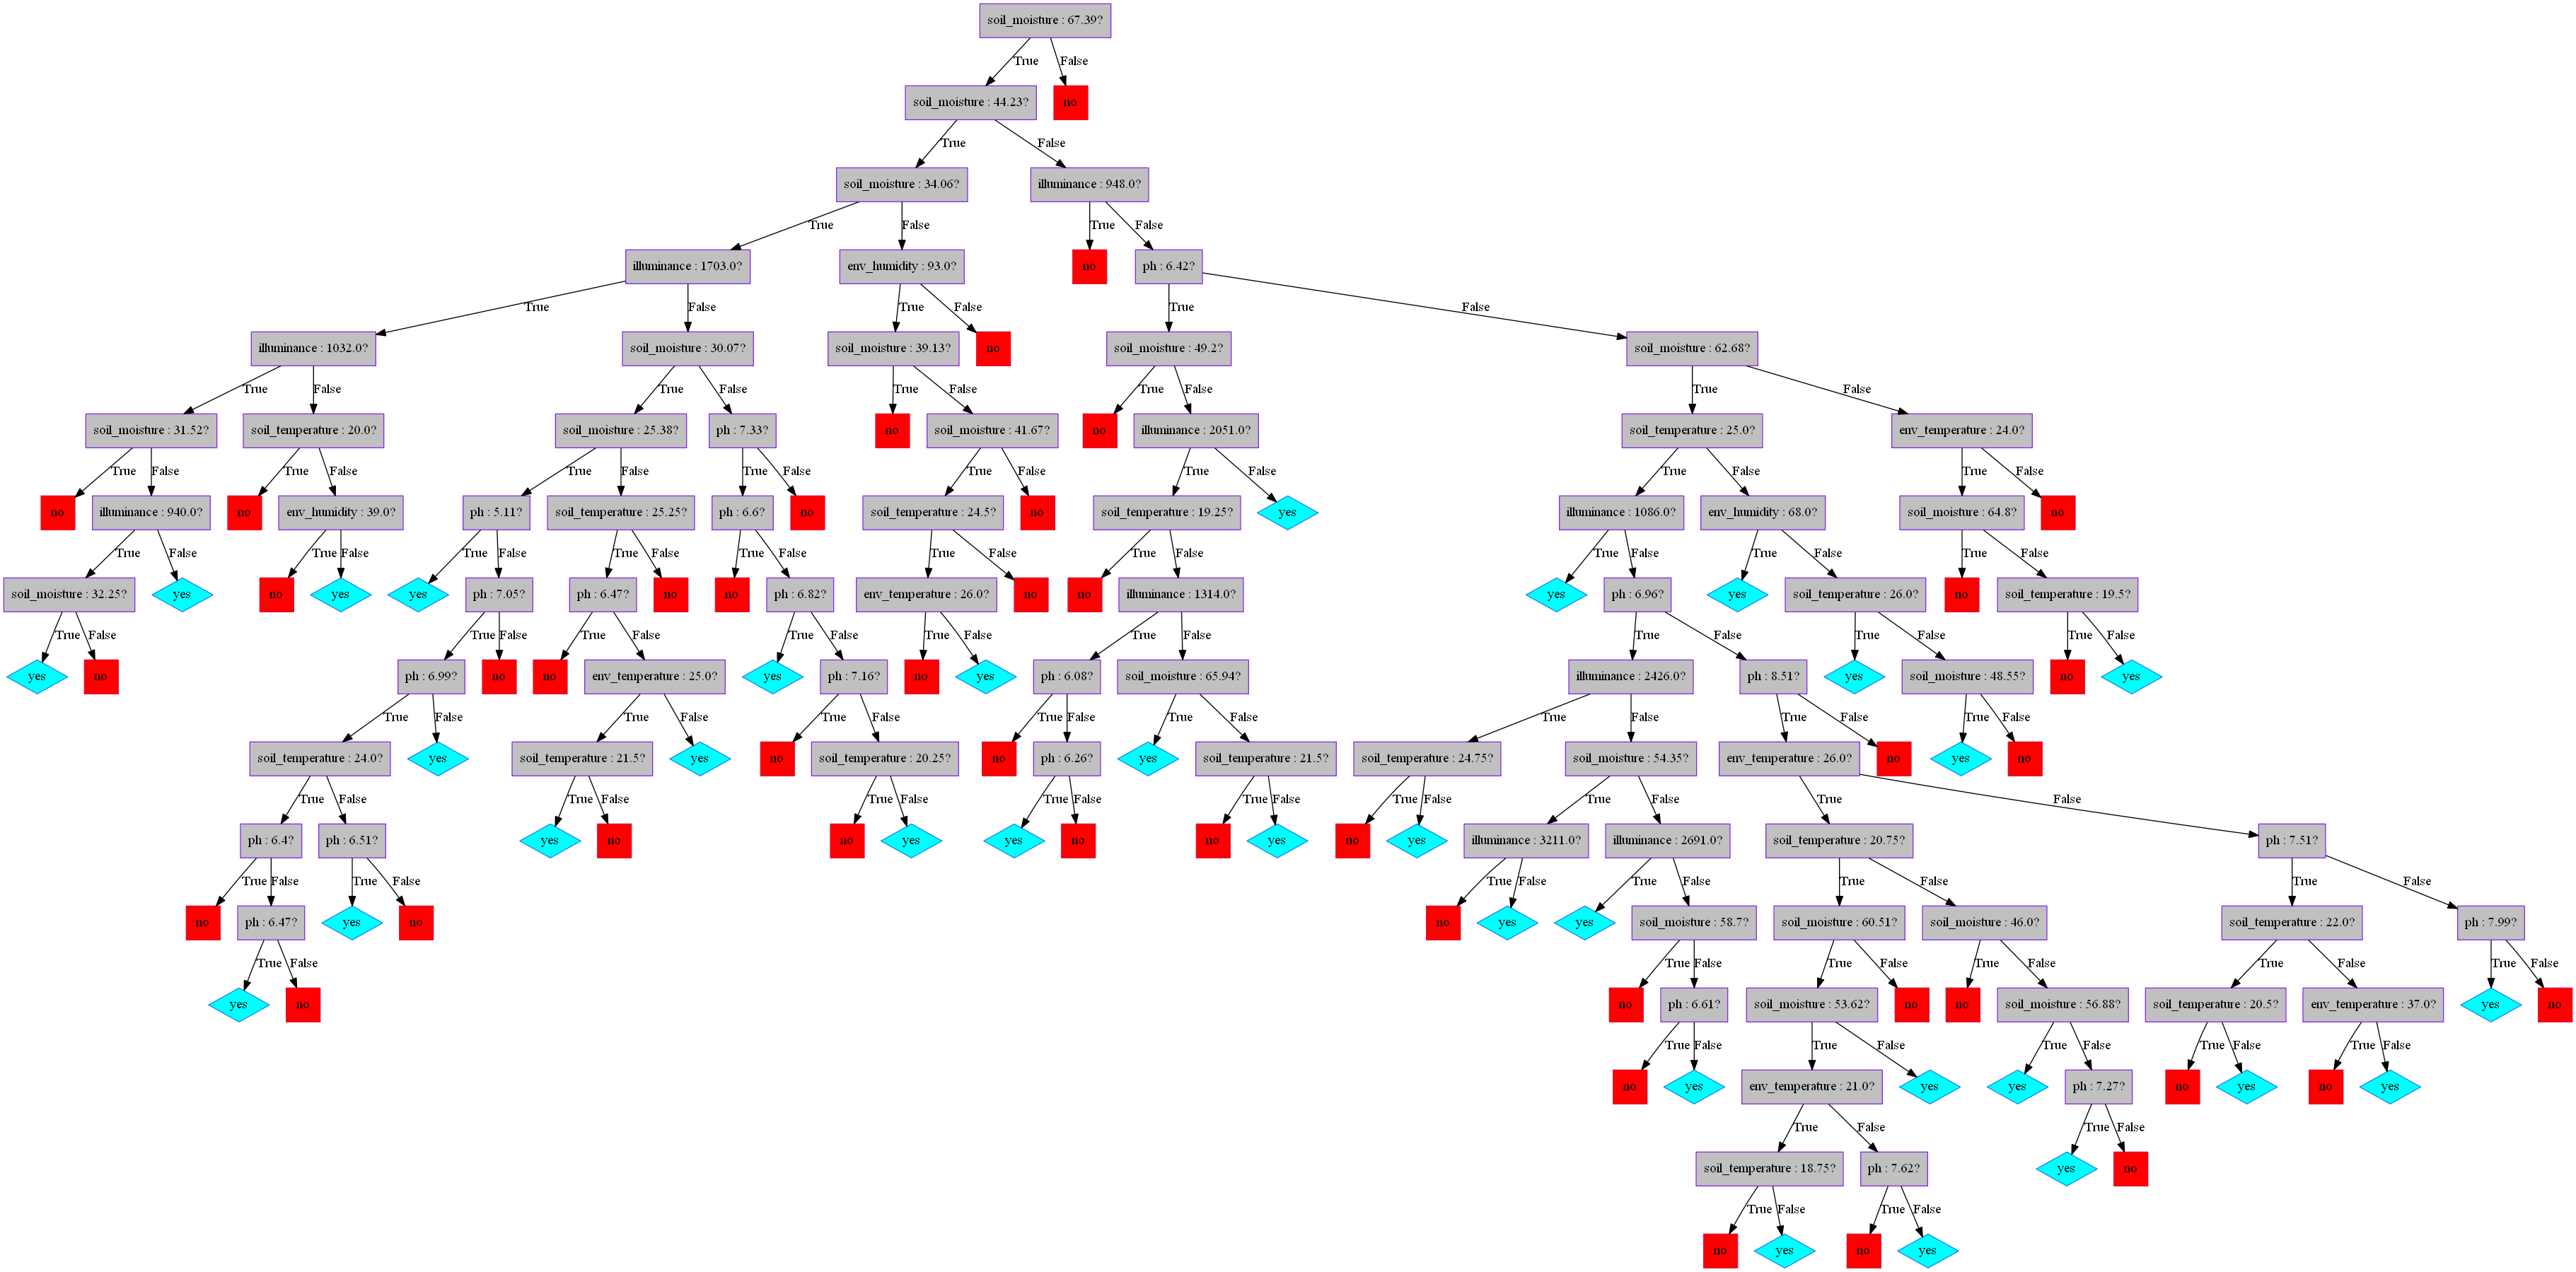 soil_moisture : 67.39?
True
False
soil_moisture : 44.23?
no
True
False
soil_moisture : 34.06?
illuminance : 948.0?
True
False
True
False
illuminance : 1703.0?
env_humidity : 93.0?
no
ph : 6.42?
True
False
True
False
True
False
illuminance : 1032.0?
soil_moisture : 30.07?
soil_moisture : 39.13?
no
soil_moisture : 49.2?
soil_moisture : 62.68?
True
False
True
False
True
False
True
False
True
False
soil_moisture : 31.52?
soil_temperature : 20.0?
soil_moisture : 25.38?
ph : 7.33?
no
soil_moisture : 41.67?
no
illuminance : 2051.0?
soil_temperature : 25.0?
env_temperature : 24.0?
True
False
True
False
True
False
True
False
True
False
True
False
True
False
True
False
no
illuminance : 940.0?
no
env_humidity : 39.0?
ph : 5.11?
soil_temperature : 25.25?
ph : 6.6?
no
soil_temperature : 24.5?
no
soil_temperature : 19.25?
yes
illuminance : 1086.0?
env_humidity : 68.0?
soil_moisture : 64.8?
no
True
False
True
False
True
False
True
False
True
False
True
False
True
False
True
False
True
False
True
False
soil_moisture : 32.25?
yes
no
yes
yes
ph : 7.05?
ph : 6.47?
no
no
ph : 6.82?
env_temperature : 26.0?
no
no
illuminance : 1314.0?
yes
ph : 6.96?
yes
soil_temperature : 26.0?
no
soil_temperature : 19.5?
True
False
True
False
True
False
True
False
True
False
True
False
True
False
True
False
True
False
yes
no
ph : 6.99?
no
no
env_temperature : 25.0?
yes
ph : 7.16?
no
yes
ph : 6.08?
soil_moisture : 65.94?
illuminance : 2426.0?
ph : 8.51?
yes
soil_moisture : 48.55?
no
yes
True
False
True
False
True
False
True
False
True
False
True
False
True
False
True
False
soil_temperature : 24.0?
yes
soil_temperature : 21.5?
yes
no
soil_temperature : 20.25?
no
ph : 6.26?
yes
soil_temperature : 21.5?
soil_temperature : 24.75?
soil_moisture : 54.35?
env_temperature : 26.0?
no
yes
no
True
False
True
False
True
False
True
False
True
False
True
False
True
False
True
False
ph : 6.4?
ph : 6.51?
yes
no
no
yes
yes
no
no
yes
no
yes
illuminance : 3211.0?
illuminance : 2691.0?
soil_temperature : 20.75?
ph : 7.51?
True
False
True
False
True
False
True
False
True
False
True
False
no
ph : 6.47?
yes
no
no
yes
yes
soil_moisture : 58.7?
soil_moisture : 60.51?
soil_moisture : 46.0?
soil_temperature : 22.0?
ph : 7.99?
True
False
True
False
True
False
True
False
True
False
True
False
yes
no
no
ph : 6.61?
soil_moisture : 53.62?
no
no
soil_moisture : 56.88?
soil_temperature : 20.5?
env_temperature : 37.0?
yes
no
True
False
True
False
True
False
True
False
True
False
no
yes
env_temperature : 21.0?
yes
yes
ph : 7.27?
no
yes
no
yes
True
False
True
False
soil_temperature : 18.75?
ph : 7.62?
yes
no
True
False
True
False
no
yes
no
yes